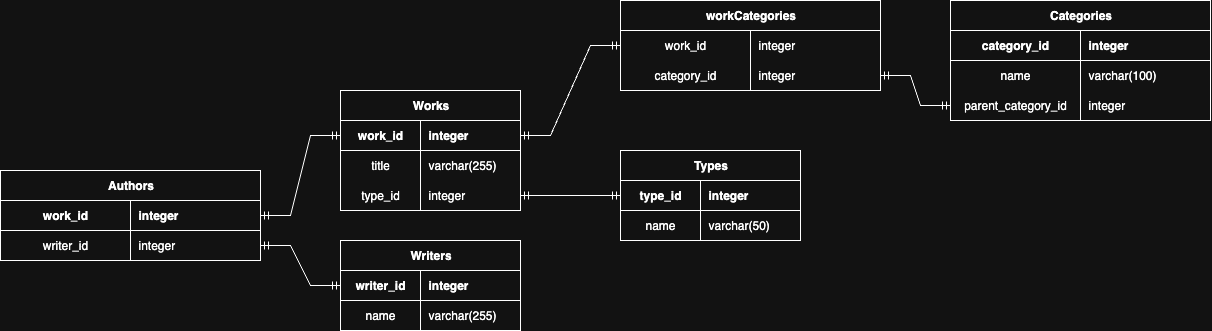 workCategories
work_id integer
category_id integer
Categories
category_id integer
name varchar(100)
parent_category_id integer
Works
work_id integer
title varchar(255)
type_id integer
Types
type_id integer
name varchar(50)
Authors
work_id integer
writer_id integer
Writers
writer_id integer
name varchar(255)